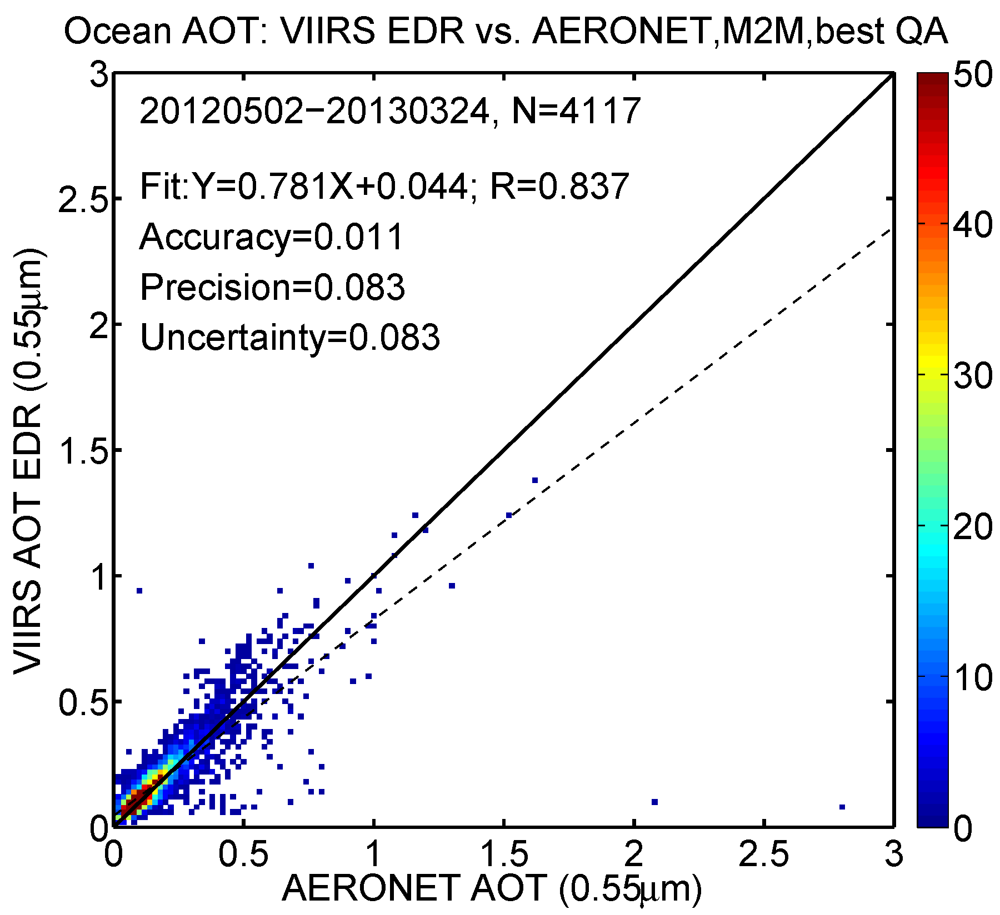 Ocean AOT: VIIRS EDR vs. AERONET,M2M,best QA
20120502−20130324, N=4117
Fit:Y=0.781X+0.044; R=0.837
Accuracy=0.011
Precision=0.083
Uncertainty=0.083
VIIRS AOT EDR (0.55μm)
3
2.5
2
1.5
1
0.5
0
0 0.5 1 1.5 2 2.5 3
AERONET AOT (0.55μm)
50
40
30
20
10
0